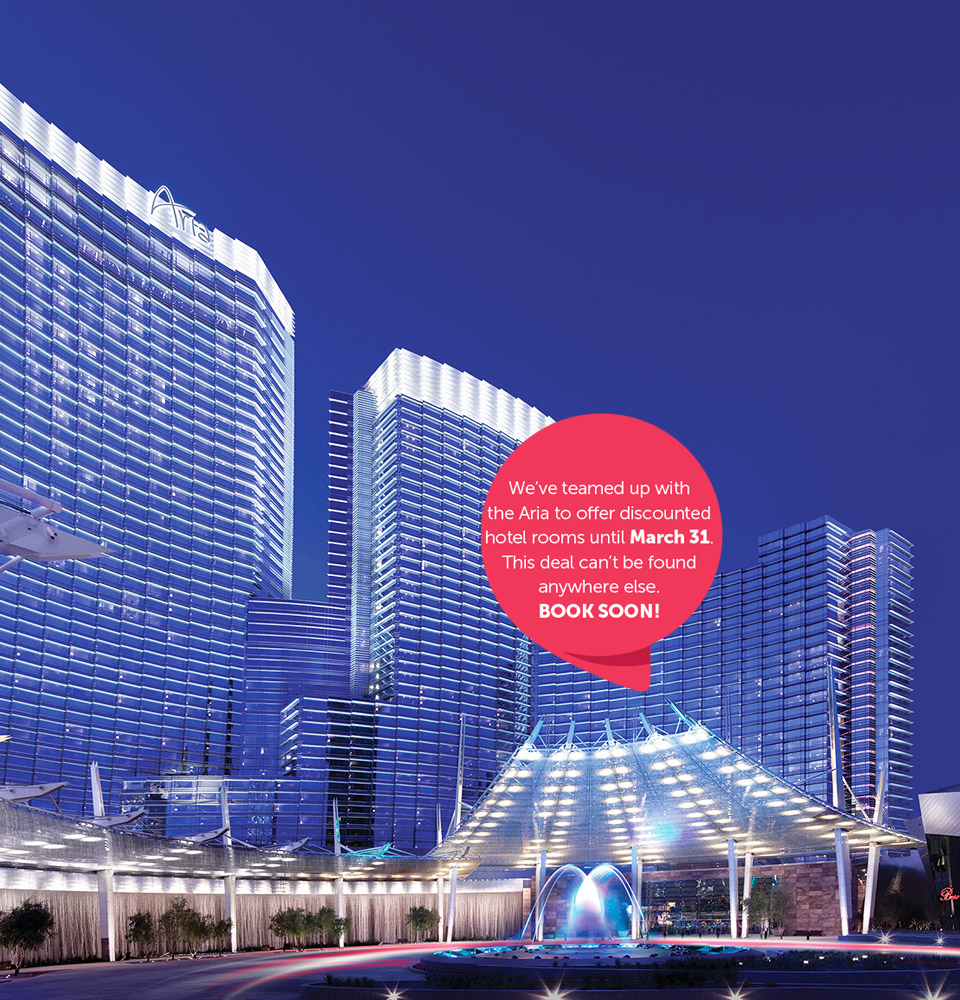 Aria
We’ve teamed up with
the Aria to offer discounted
hotel rooms until March 31.
This deal can’t be found
anywhere else.
BOOK SOON!